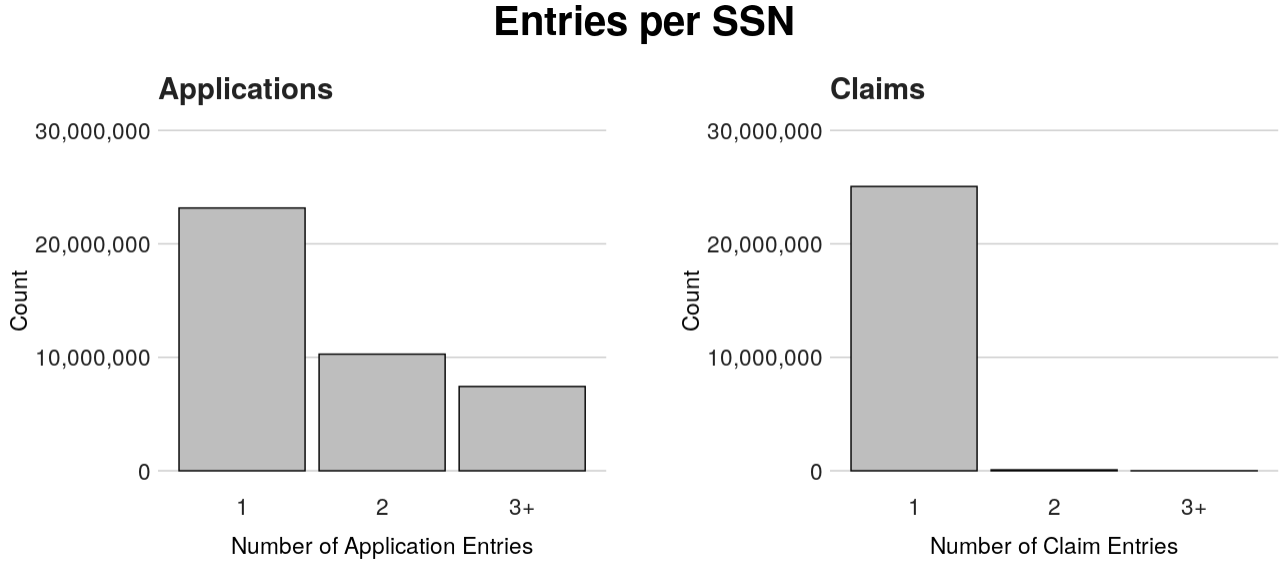 Entries per SSN
Applications
30,000,000
20,000,000
10,000,000
0
Count
1
2
3+
Number of Application Entries
Claims
30,000,000
20,000,000
10,000,000
0
Count
1
2
3+
Number of Claim Entries